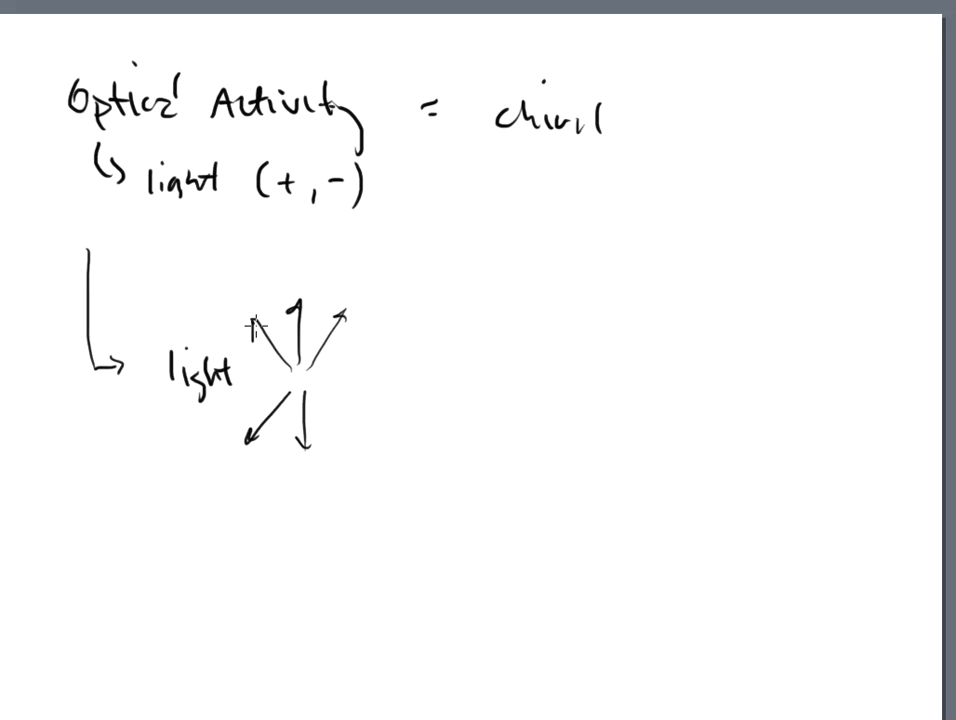 Optical Activity = chiral
↳ light (+, -)
↳ light